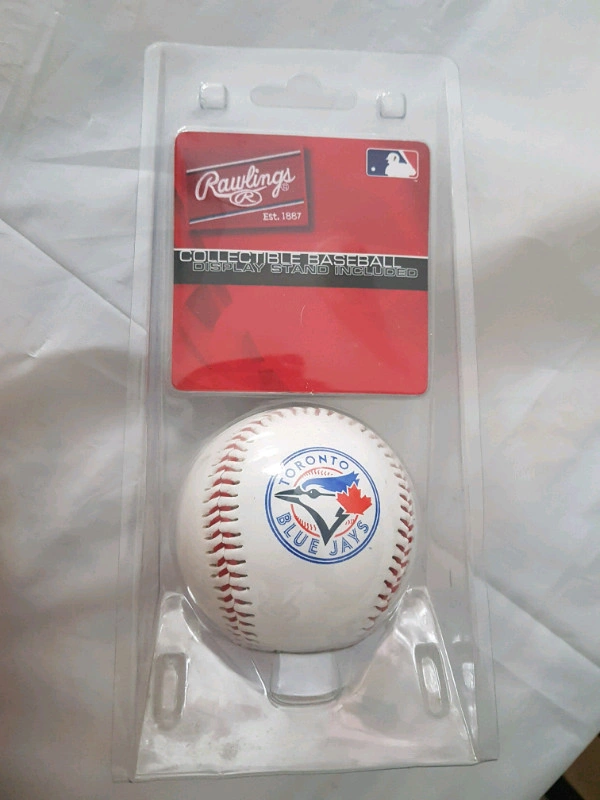 Rawlings®
R
Est. 1887
COLLECTIBLE BASEBALL
DISPLAY STAND INCLUDED
TORONTO
BLUE JAYS